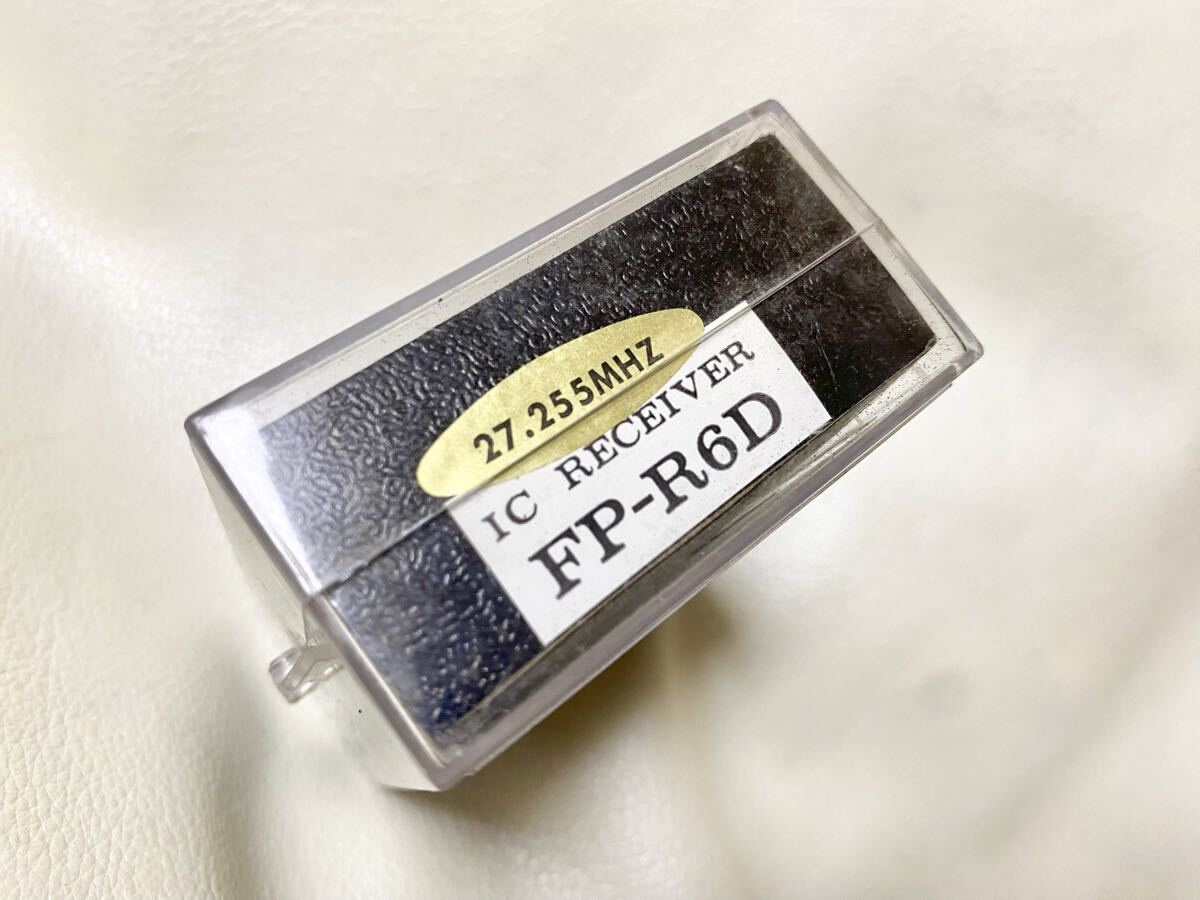 27.255MHZ
IC RECEIVER
FP-R6D